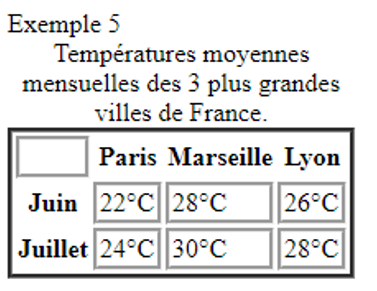 Exemple 5
Températures moyennes
mensuelles des 3 plus grandes
villes de France.
Paris Marseille Lyon
Juin 22°C 28°C 26°C
Juillet 24°C 30°C 28°C